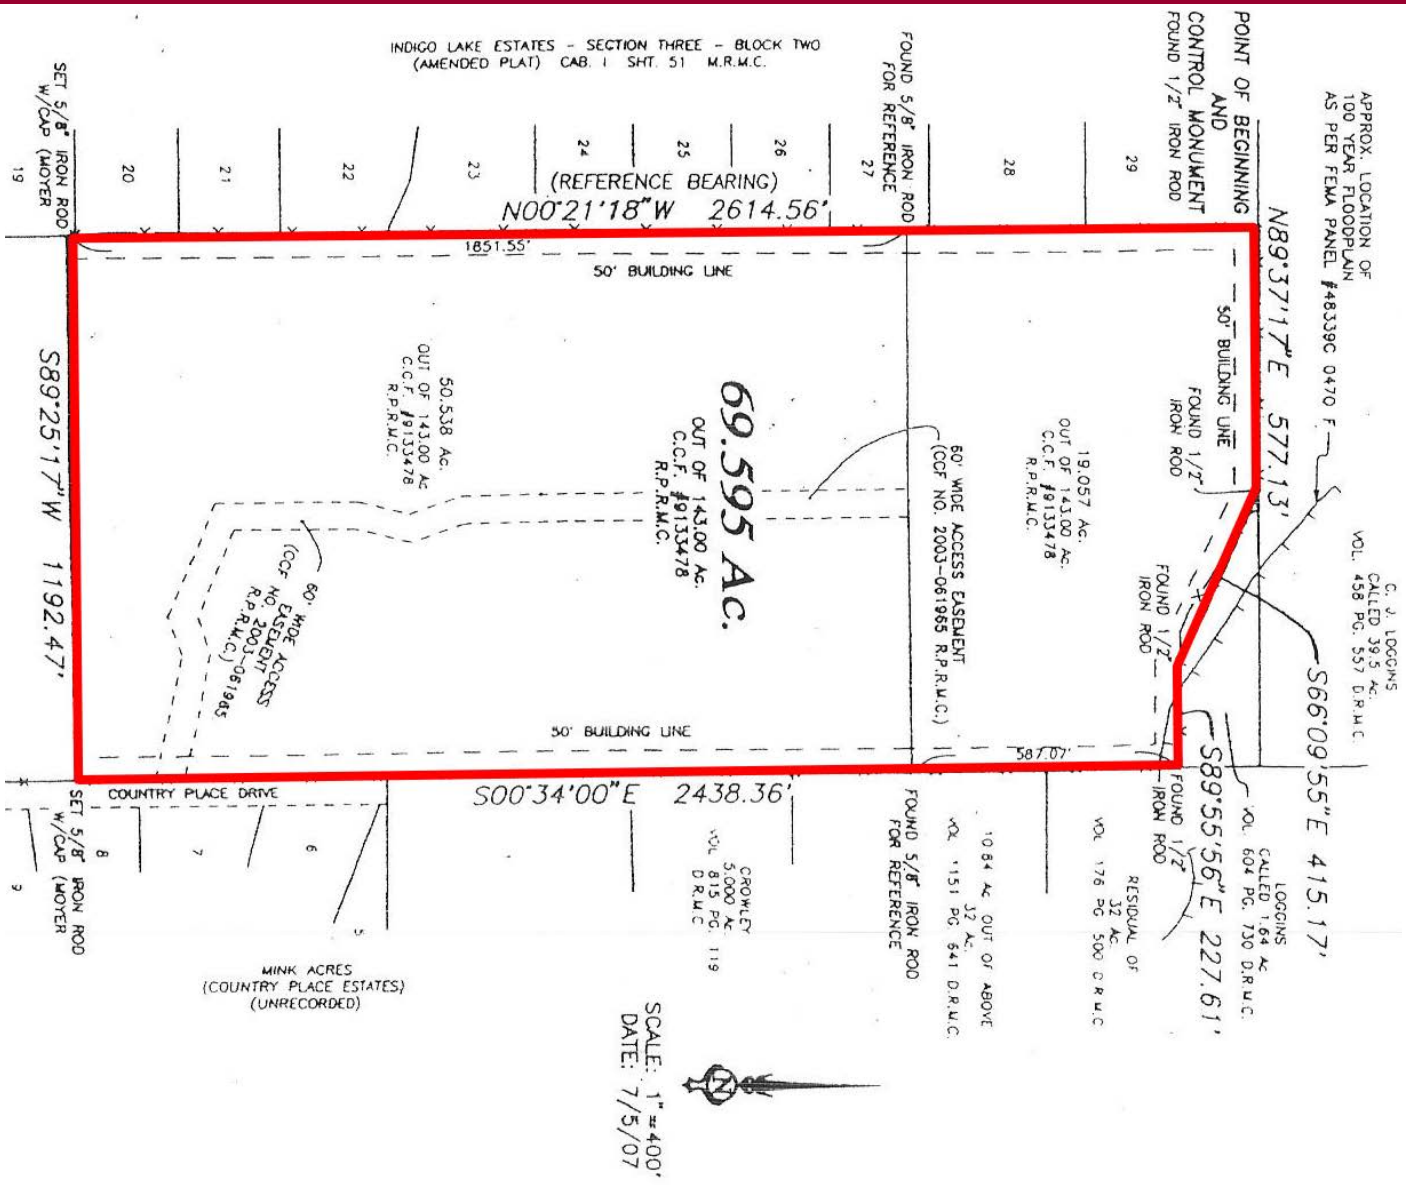 POINT OF BEGINNING
AND
CONTROL MONUMENT
FOUND 1/2" IRON ROD
APPROX. LOCATION OF
100 YEAR FLOODPLAIN
AS PER FEMA PANEL #48339C 0470 F
N89°37'17"E 577.13'
C. J. LOGGINS
CALLED 39.5 Ac.
VOL. 458 PG. 557 D.R.M.C.
S66°09'55"E 415.17'
LOGGINS
CALLED 1.64 Ac
VOL. 604 PG. 730 D.R.M.C.
S89°55'56"E 227.61'
50' BUILDING LINE
FOUND 1/2"
IRON ROD
FOUND 1/2"
IRON ROD
FOUND 1/2"
IRON ROD
INDIGO LAKE ESTATES - SECTION THREE - BLOCK TWO
(AMENDED PLAT) CAB. I SHT. 51 M.R.M.C.
FOUND 5/8" IRON ROD
FOR REFERENCE
29
28
27
26
25
24
23
22
21
20
19
(REFERENCE BEARING)
N00°21'18"W 2614.56'
1851.55'
50' BUILDING LINE
SET 5/8" IRON ROD
W/CAP (MOYER
19.057 Ac.
OUT OF 143.00 Ac.
C.C.F. #9133478
R.P.R.M.C.
60' WIDE ACCESS EASEMENT
(CCF NO. 2003-061965 R.P.R.M.C.)
69.595 Ac.
OUT OF 143.00 Ac.
C.C.F. #9133478
R.P.R.M.C.
50.538 Ac.
OUT OF 143.00 Ac
C.C.F. #9133478
R.P.R.M.C.
60' WIDE ACCESS
EASEMENT
(CCF NO. 2003-061965
R.P.R.M.C.)
S89°25'17"W 1192.47'
50' BUILDING LINE
587.07'
S00°34'00"E 2438.36'
COUNTRY PLACE DRIVE
SET 5/8" IRON ROD
W/CAP (MOYER
FOUND 5/8" IRON ROD
FOR REFERENCE
RESIDUAL OF
32 Ac.
VOL 176 PG 500 D R M C
10 84 Ac OUT OF ABOVE
32 Ac.
VOL 1151 PG 641 D.R.M.C.
CROWLEY
5.000 Ac
VOL 815 PG. 119
D R.M.C
5
6
7
8
9
MINK ACRES
(COUNTRY PLACE ESTATES)
(UNRECORDED)
N
SCALE: 1"=400'
DATE: 7/5/07